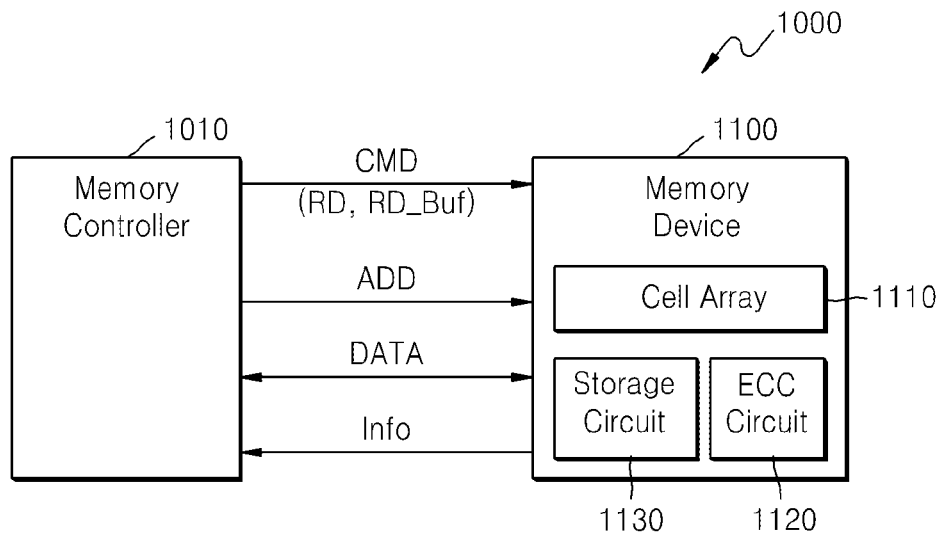 1000
1010
1100
Memory
Controller
CMD
(RD, RD_Buf)
Memory
Device
ADD
Cell Array
1110
DATA
Storage
Circuit
ECC
Circuit
Info
1130
1120